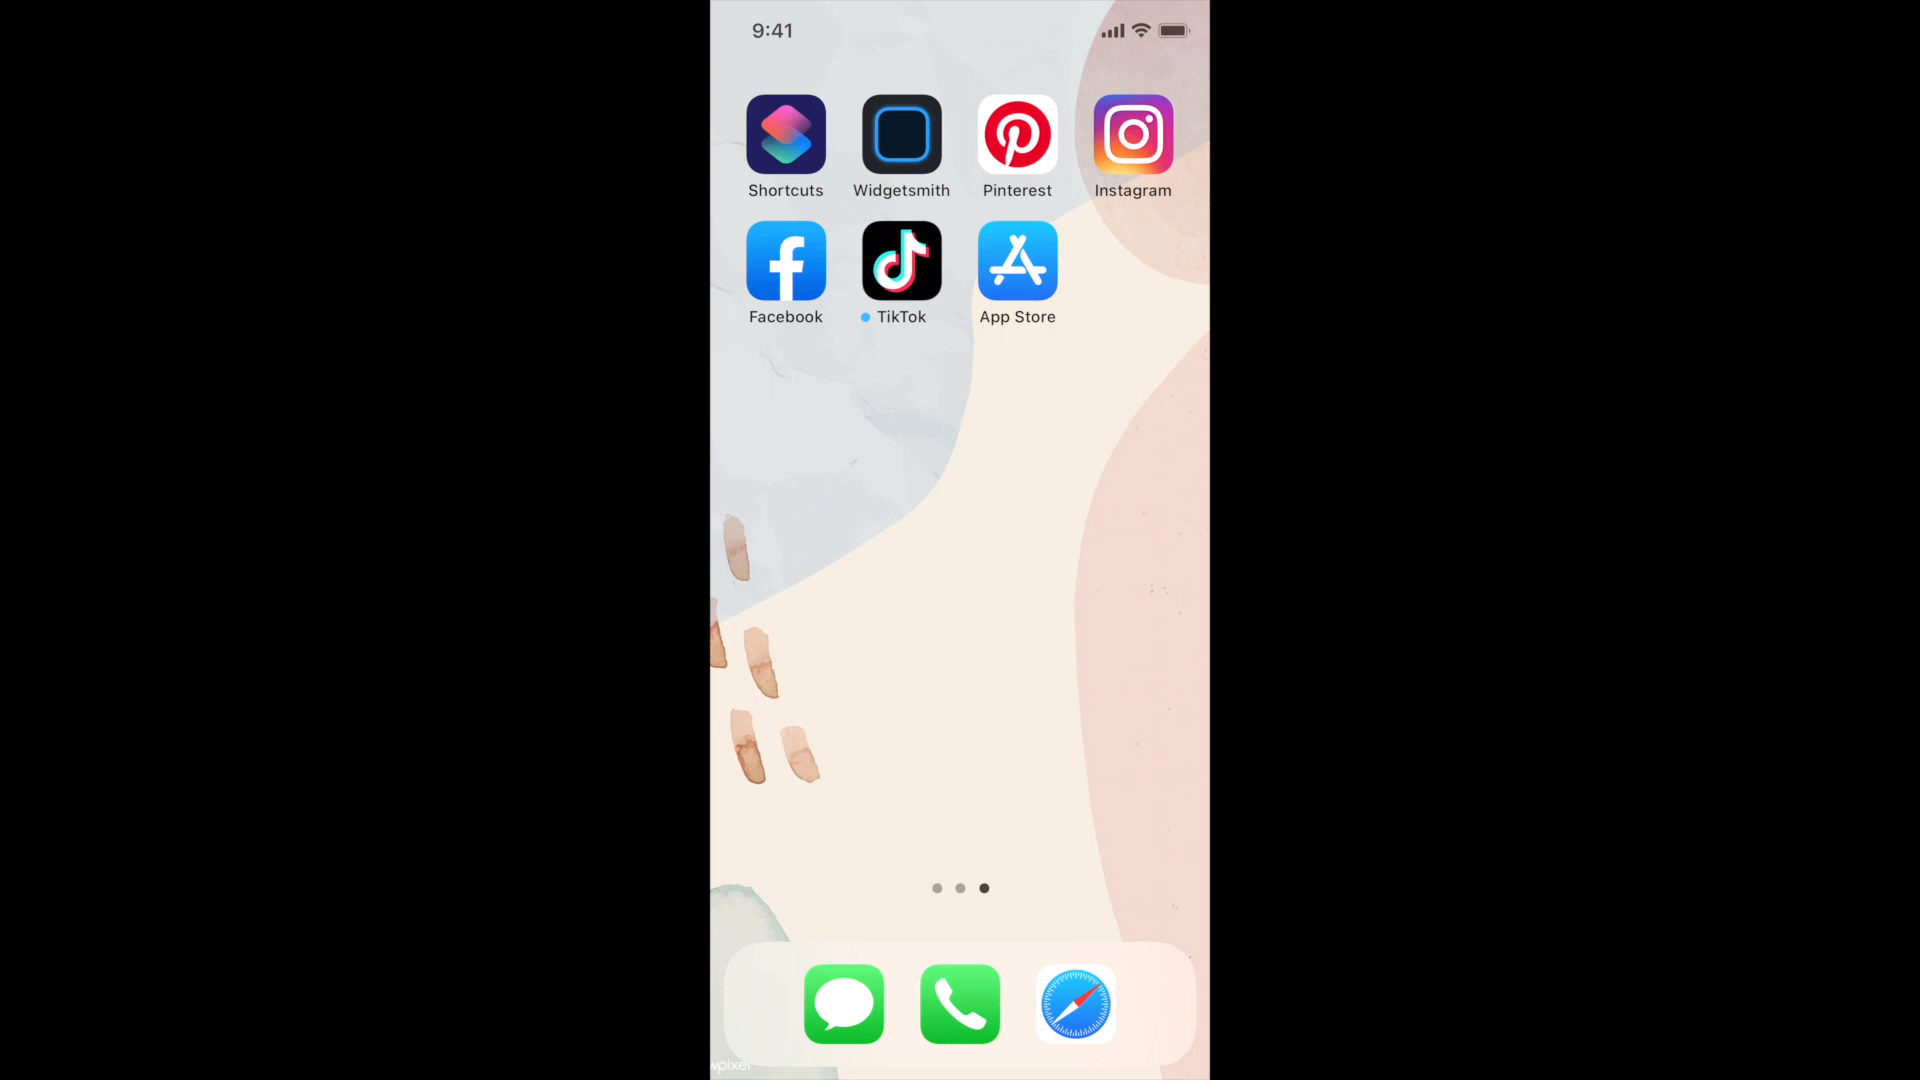 9:41
Shortcuts Widgetsmith Pinterest Instagram
Facebook TikTok App Store